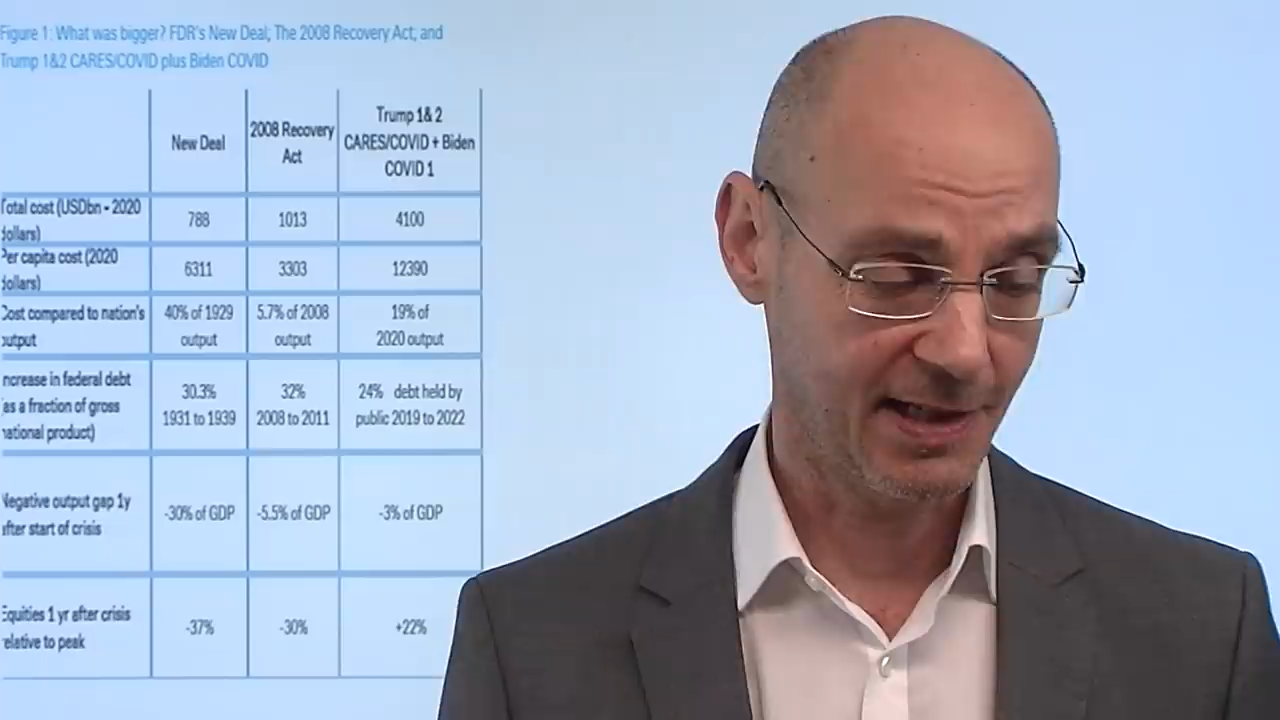 Figure 1: What was bigger? FDR's New Deal; The 2008 Recovery Act; and
Trump 1&2 CARES/COVID plus Biden COVID
New Deal
2008 Recovery
Act
Trump 1& 2
CARES/COVID + Biden
COVID 1
Total cost (USDbn - 2020
dollars)
788
1013
4100
Per capita cost (2020
dollars)
6311
3303
12390
Cost compared to nation's
output
40% of 1929
output
5.7% of 2008
output
19% of
2020 output
ncrease in federal debt
as a fraction of gross
national product)
30.3%
1931 to 1939
32%
2008 to 2011
24% debt held by
public 2019 to 2022
Negative output gap 1y
after start of crisis
-30% of GDP
-5.5% of GDP
-3% of GDP
Equities 1 yr after crisis
relative to peak
-37%
-30%
+22%